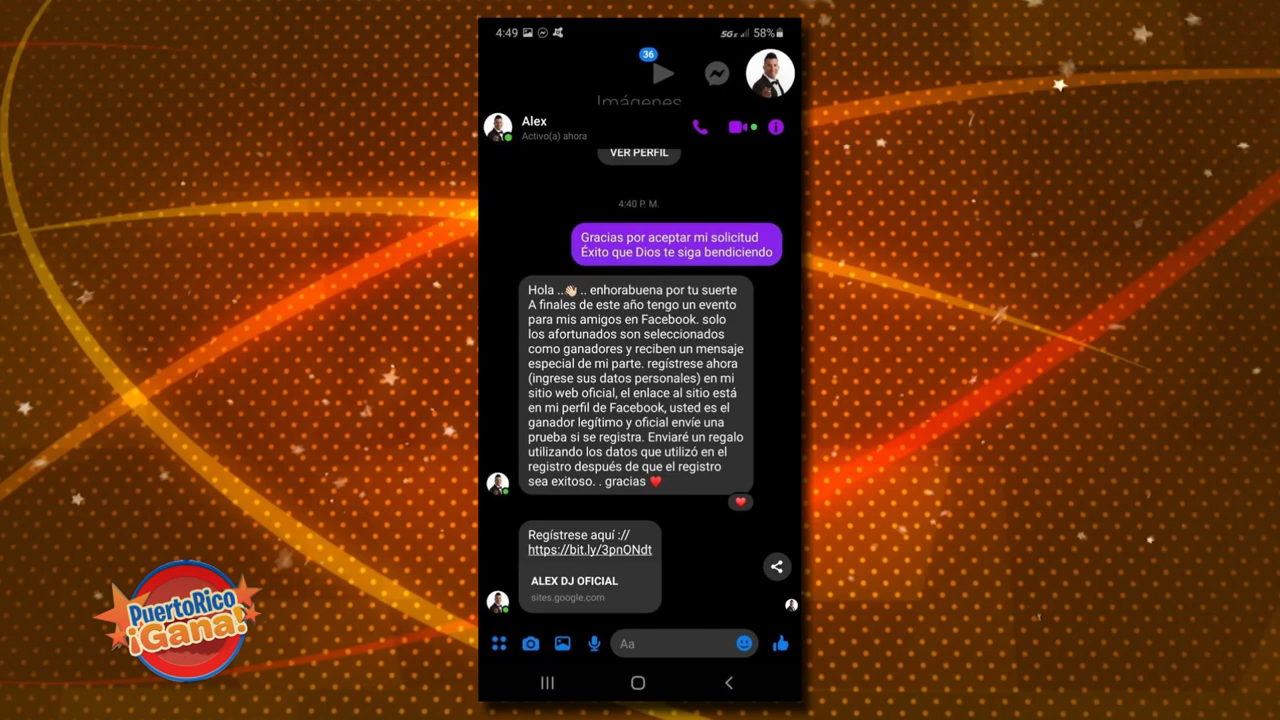 4:49
5GE
58%
36
Imágenes
Alex
Activo(a) ahora
VER PERFIL
4:40 P. M.
Gracias por aceptar mi solicitud
Éxito que Dios te siga bendiciendo
Hola ..👋🏻 .. enhorabuena por tu suerte
A finales de este año tengo un evento
para mis amigos en Facebook. solo
los afortunados son seleccionados
como ganadores y reciben un mensaje
especial de mi parte. regístrese ahora
(ingrese sus datos personales) en mi
sitio web oficial, el enlace al sitio está
en mi perfil de Facebook, usted es el
ganador legítimo y oficial envíe una
prueba si se registra. Enviaré un regalo
utilizando los datos que utilizó en el
registro después de que el registro
sea exitoso. . gracias ❤️
Regístrese aquí ://
https://bit.ly/3pnONdt
ALEX DJ OFICIAL
sites.google.com
Aa
PuertoRico
¡Gana!